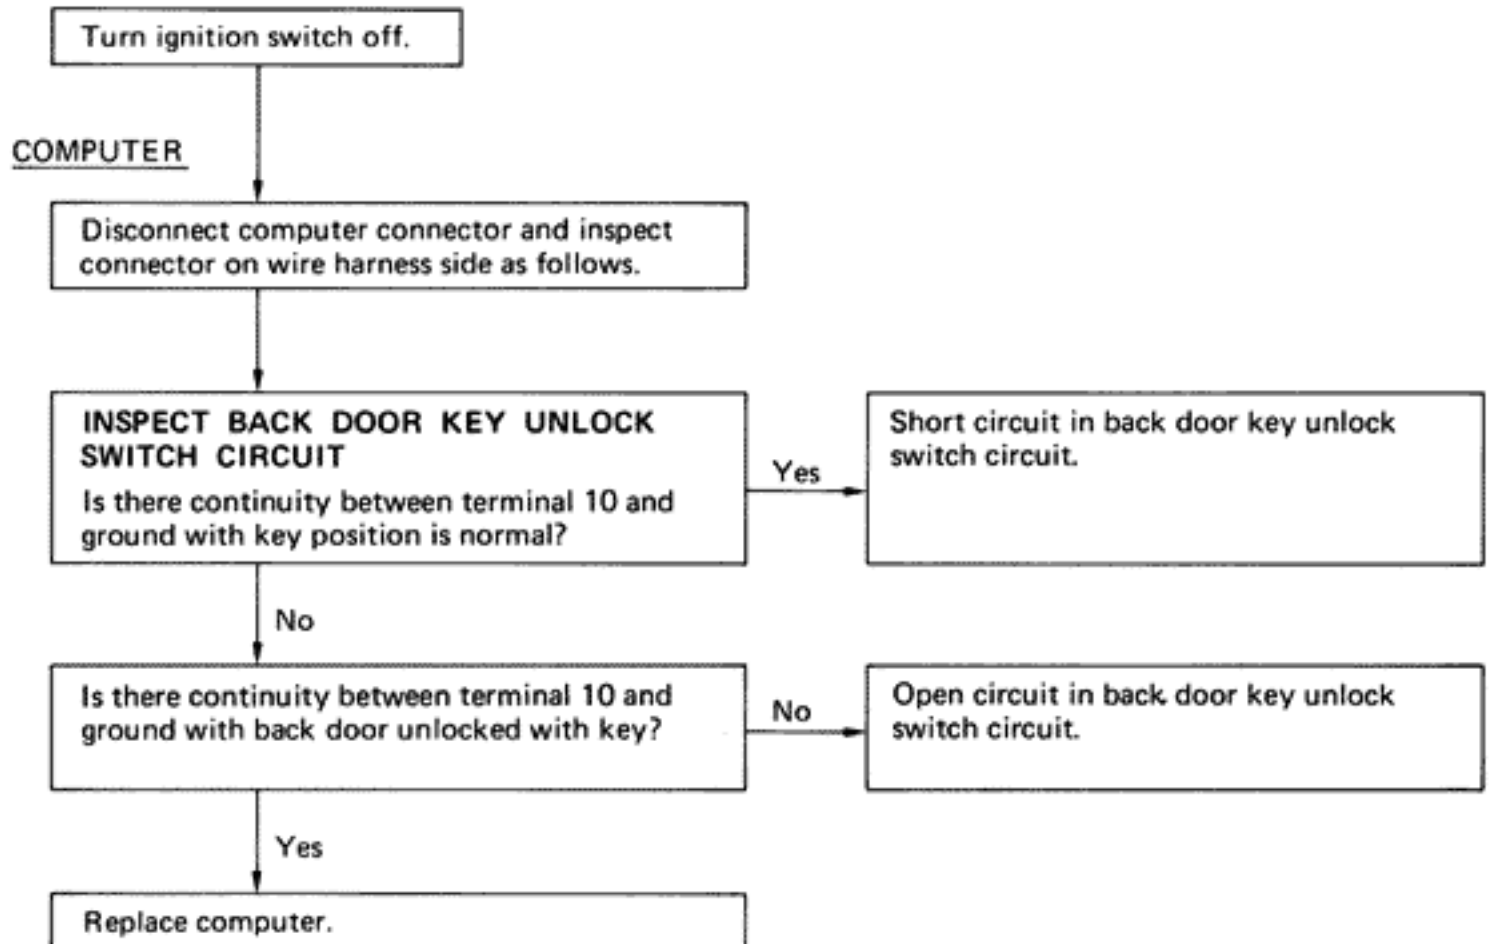 Turn ignition switch off.
COMPUTER
Disconnect computer connector and inspect
connector on wire harness side as follows.
INSPECT BACK DOOR KEY UNLOCK
SWITCH CIRCUIT
Is there continuity between terminal 10 and
ground with key position is normal?
Yes
Short circuit in back door key unlock
switch circuit.
No
Is there continuity between terminal 10 and
ground with back door unlocked with key?
No
Open circuit in back door key unlock
switch circuit.
Yes
Replace computer.